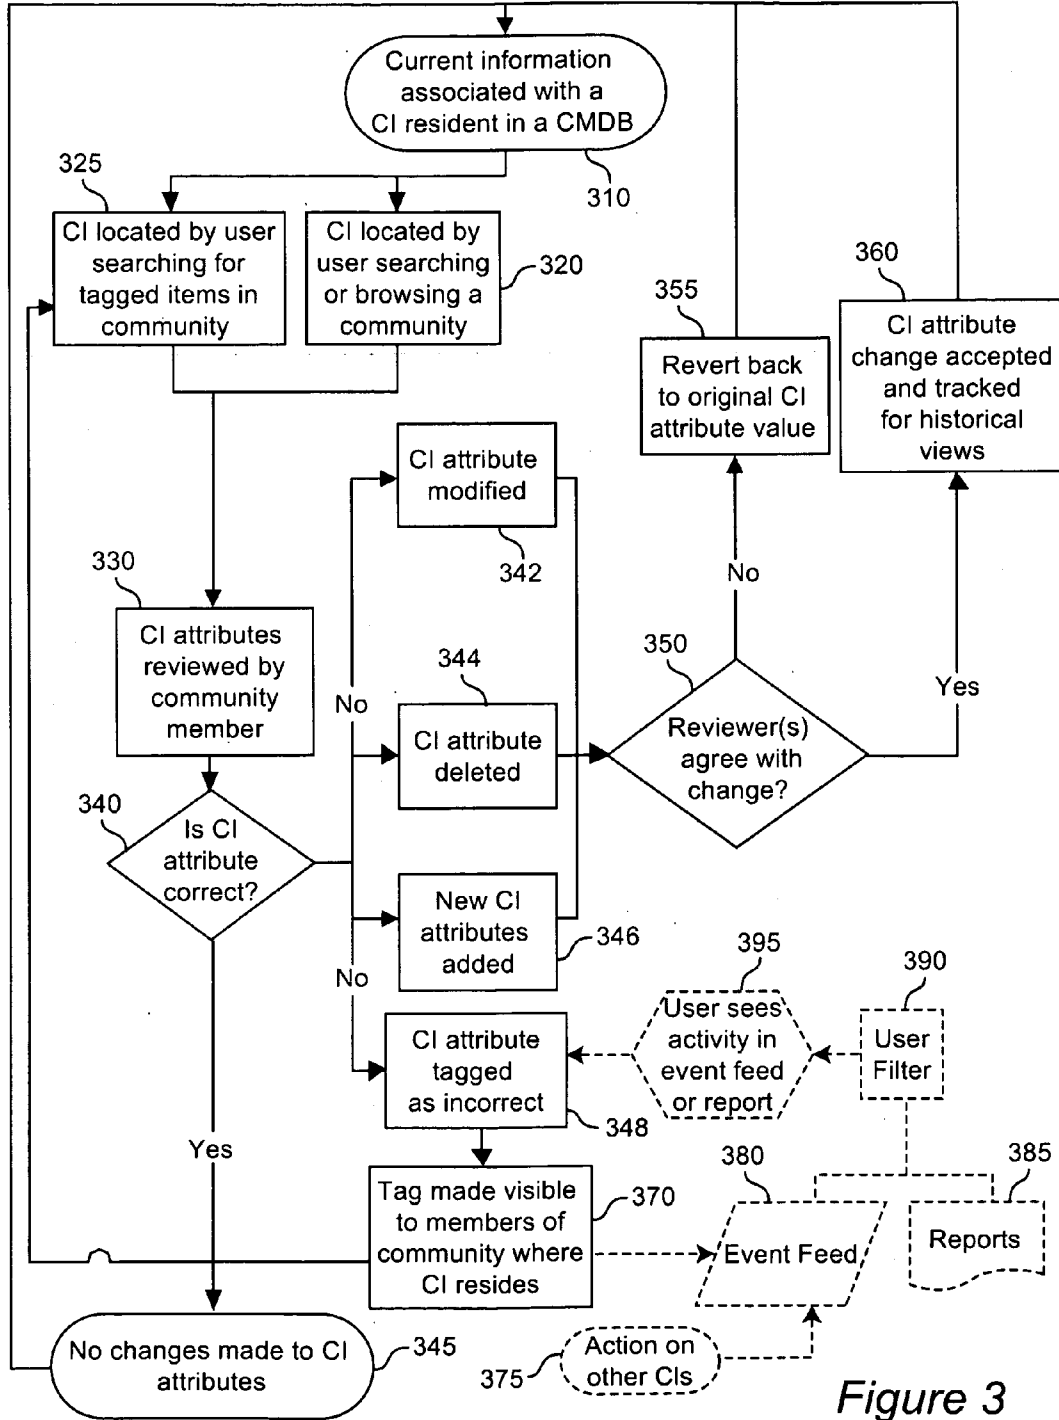 Current information
associated with a
CI resident in a CMDB
310
325
CI located by user
searching for
tagged items in
community
CI located by
user searching
or browsing a
community
320
355
Revert back
to original CI
attribute value
360
CI attribute
change accepted
and tracked
for historical
views
CI attribute
modified
342
330
CI attributes
reviewed by
community
member
No
344
CI attribute
deleted
No
350
Reviewer(s)
agree with
change?
Yes
340
Is CI
attribute
correct?
New CI
attributes
added
346
No
CI attribute
tagged
as incorrect
348
395
User sees
activity in
event feed
or report
390
User
Filter
Yes
Tag made visible
to members of
community where
CI resides
370
380
Event Feed
385
Reports
No changes made to CI
attributes
345
375
Action on
other CIs
Figure 3